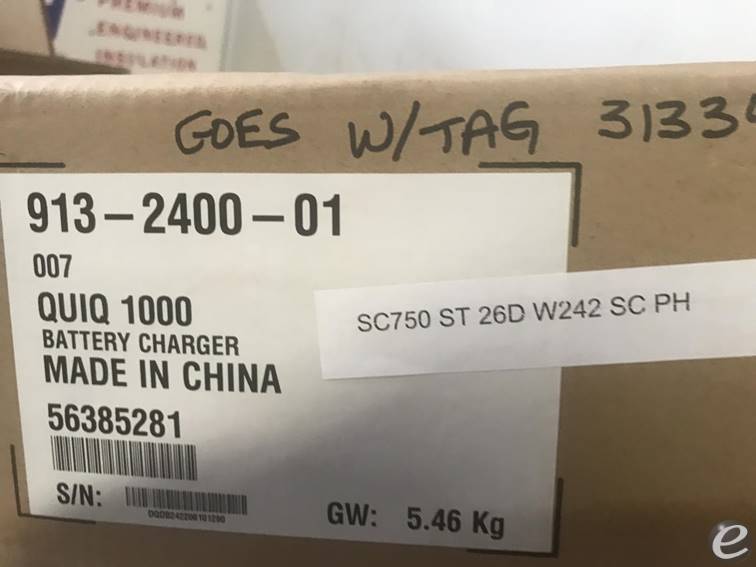 PREMIUM
ENGINEERED
INSULATION
GOES W/TAG 3133
913-2400-01
007
QUIQ 1000
SC750 ST 26D W242 SC PH
BATTERY CHARGER
MADE IN CHINA
56385281
S/N:
GW: 5.46 Kg
e